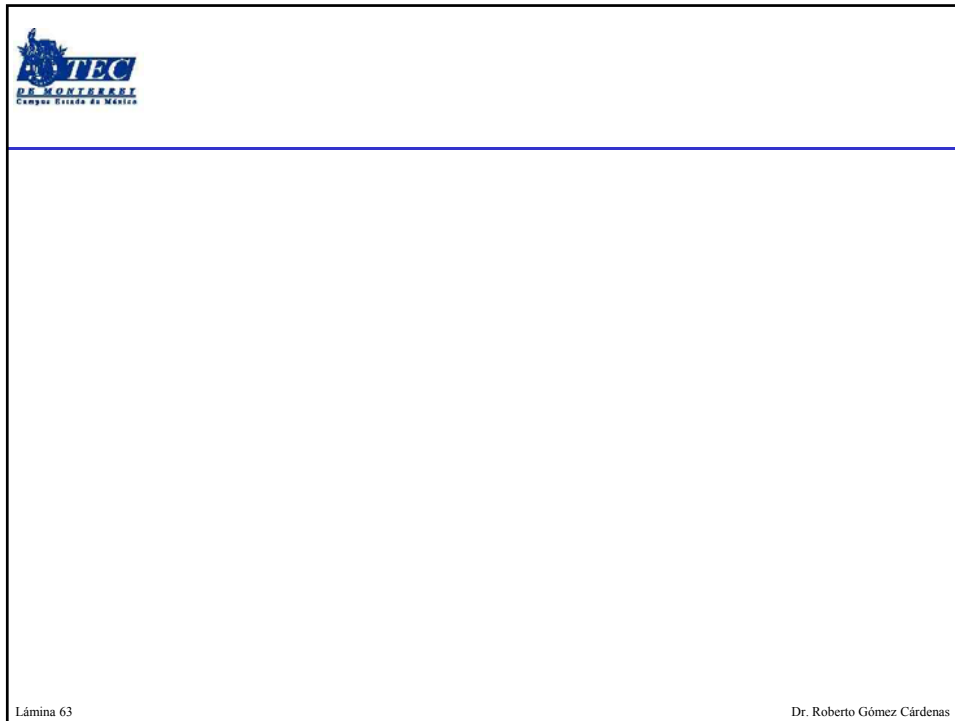 TEC
DE MONTERREY
Campus Estado de México
Lámina 63
Dr. Roberto Gómez Cárdenas